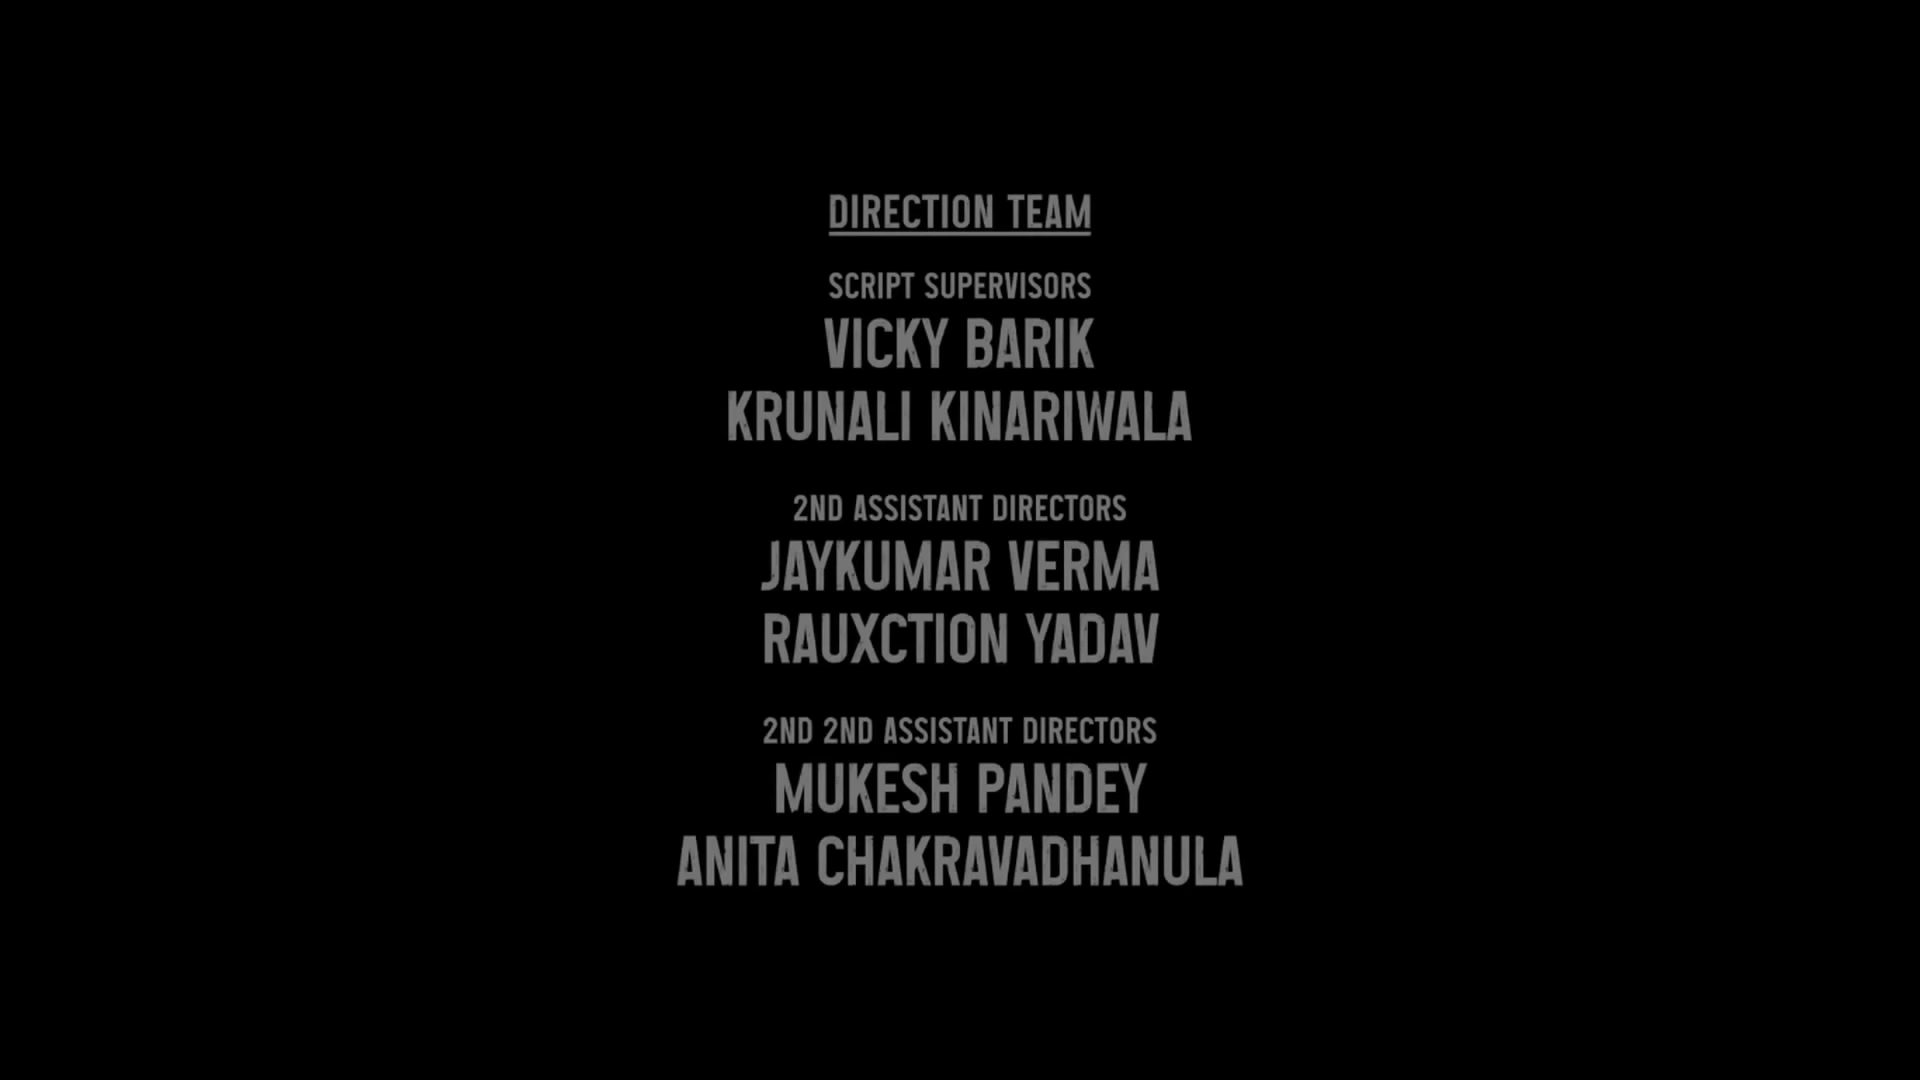 DIRECTION TEAM
SCRIPT SUPERVISORS
VICKY BARIK
KRUNALI KINARIWALA
2ND ASSISTANT DIRECTORS
JAYKUMAR VERMA
RAUXCTION YADAV
2ND 2ND ASSISTANT DIRECTORS
MUKESH PANDEY
ANITA CHAKRAVADHANULA